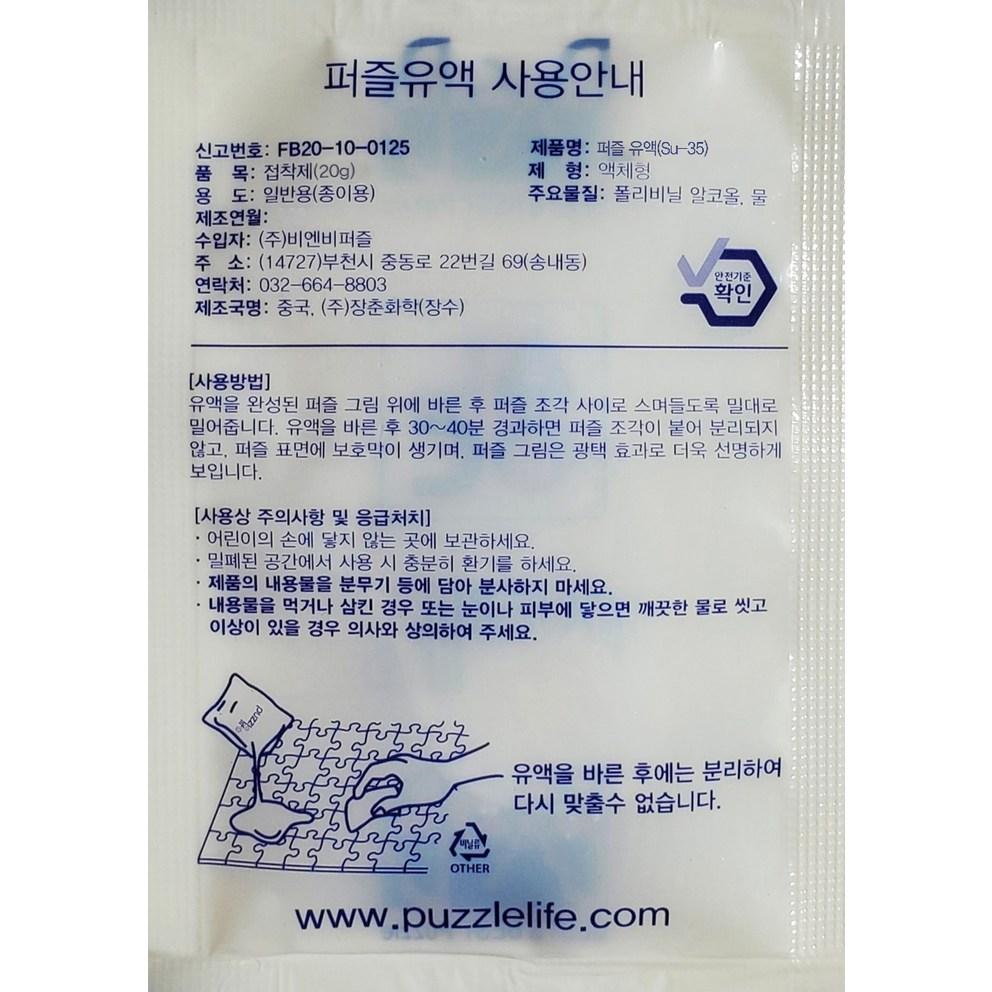 퍼즐유액 사용안내
신고번호: FB20-10-0125
품 목: 접착제(20g)
용 도: 일반용(종이용)
제조연월:
수입자: (주)비엔비퍼즐
주 소: (14727)부천시 중동로 22번길 69(송내동)
연락처: 032-664-8803
제조국명: 중국, (주)장춘화학(장수)
제품명: 퍼즐 유액(Su-35)
제 형: 액체형
주요물질: 폴리비닐 알코올, 물
안전기준
확인
[사용방법]
유액을 완성된 퍼즐 그림 위에 바른 후 퍼즐 조각 사이로 스며들도록 밀대로
밀어줍니다. 유액을 바른 후 30~40분 경과하면 퍼즐 조각이 붙어 분리되지
않고, 퍼즐 표면에 보호막이 생기며, 퍼즐 그림은 광택 효과로 더욱 선명하게
보입니다.
[사용상 주의사항 및 응급처치]
· 어린이의 손에 닿지 않는 곳에 보관하세요.
· 밀폐된 공간에서 사용 시 충분히 환기를 하세요.
· 제품의 내용물을 분무기 등에 담아 분사하지 마세요.
· 내용물을 먹거나 삼킨 경우 또는 눈이나 피부에 닿으면 깨끗한 물로 씻고
이상이 있을 경우 의사와 상의하여 주세요.
유액을 바른 후에는 분리하여
다시 맞출수 없습니다.
비닐류
OTHER
www.puzzlelife.com